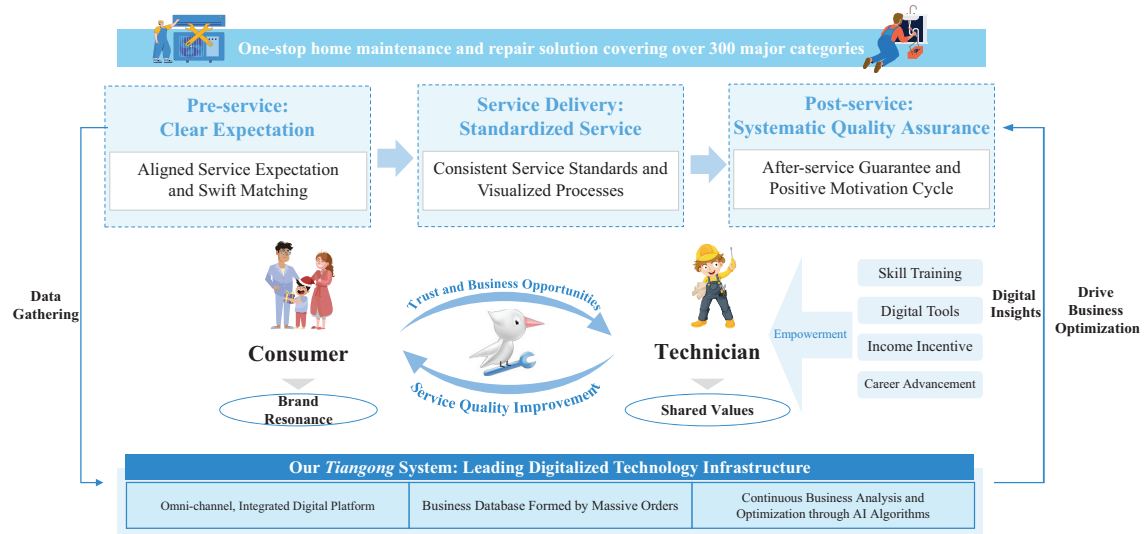 One-stop home maintenance and repair solution covering over 300 major categories
Pre-service:
Clear Expectation
Aligned Service Expectation
and Swift Matching
Service Delivery:
Standardized Service
Consistent Service Standards and
Visualized Processes
Post-service:
Systematic Quality Assurance
After-service Guarantee and
Positive Motivation Cycle
Data
Gathering
Consumer
Brand
Resonance
Trust and Business Opportunities
Service Quality Improvement
Technician
Shared Values
Empowerment
Skill Training
Digital Tools
Income Incentive
Career Advancement
Digital
Insights
Drive
Business
Optimization
Our Tiangong System: Leading Digitalized Technology Infrastructure
Omni-channel, Integrated Digital Platform
Business Database Formed by Massive Orders
Continuous Business Analysis and
Optimization through AI Algorithms